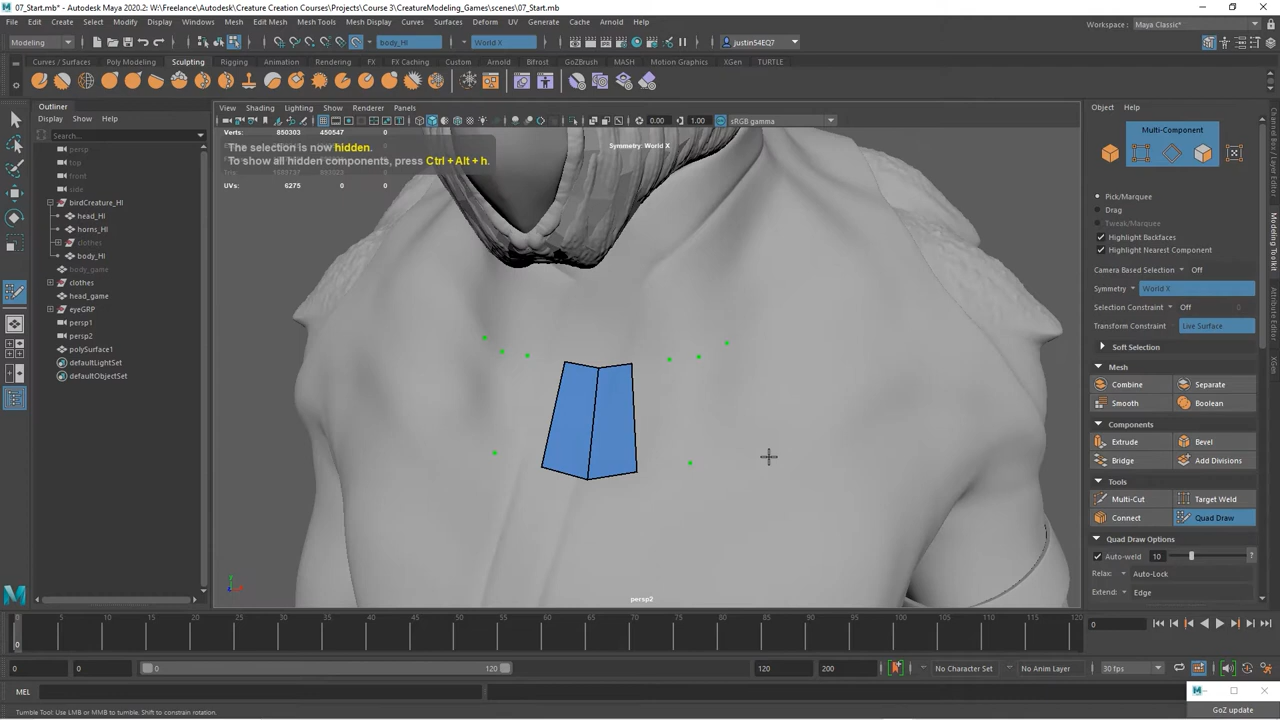 Autodesk Maya 2020.2: C:\Freelance\Autodesk\Creature Creation Courses\Projects\Course 3\CreatureModeling_Games\scenes\07_Start.mb
File Edit Create Select Modify Display Windows Mesh Edit Mesh Mesh Tools Mesh Display Curves Surfaces Deform UV Generate Cache Arnold Help
Workspace: Maya Classic*
Modeling body_HI World X justin54EQ7
Curves / Surfaces Poly Modeling Sculpting Rigging Animation Rendering FX FX Caching Custom Arnold Bifrost GoZBrush MASH Motion Graphics XGen TURTLE
Outliner
Display Show Help
Search...
persp
top
front
side
birdCreature_HI
head_HI
horns_HI
clothes
body_HI
body_game
clothes
head_game
eyeGRP
persp1
persp2
polySurface1
defaultLightSet
defaultObjectSet
View Shading Lighting Show Renderer Panels
0.00 1.00 sRGB gamma
Verts: 850303 450547 0
The selection is now hidden.
To show all hidden components, press Ctrl + Alt + h.
UVs: 6275 0 0
Symmetry: World X
persp2
Object Help
Multi-Component
Pick/Marquee
Drag
Tweak/Marquee
Highlight Backfaces
Highlight Nearest Component
Camera Based Selection Off
Symmetry World X
Selection Constraint Off
Transform Constraint Live Surface
Soft Selection
Mesh
Combine Separate
Smooth Boolean
Components
Extrude Bevel
Bridge Add Divisions
Tools
Multi-Cut Target Weld
Connect Quad Draw
Quad Draw Options
Auto-weld 10 ?
Relax: Auto-Lock
Extend: Edge
Modeling Toolkit
Attribute Editor
XGen
0 5 10 15 20 25 30 35 40 45 50 55 60 65 70 75 80 85 90 95 100 105 110 115 120
0 0
0 0 0 120 120 200 No Character Set No Anim Layer 30 fps
MEL
Tumble Tool: Use LMB or MMB to tumble. Shift to constrain rotation.
GoZ update